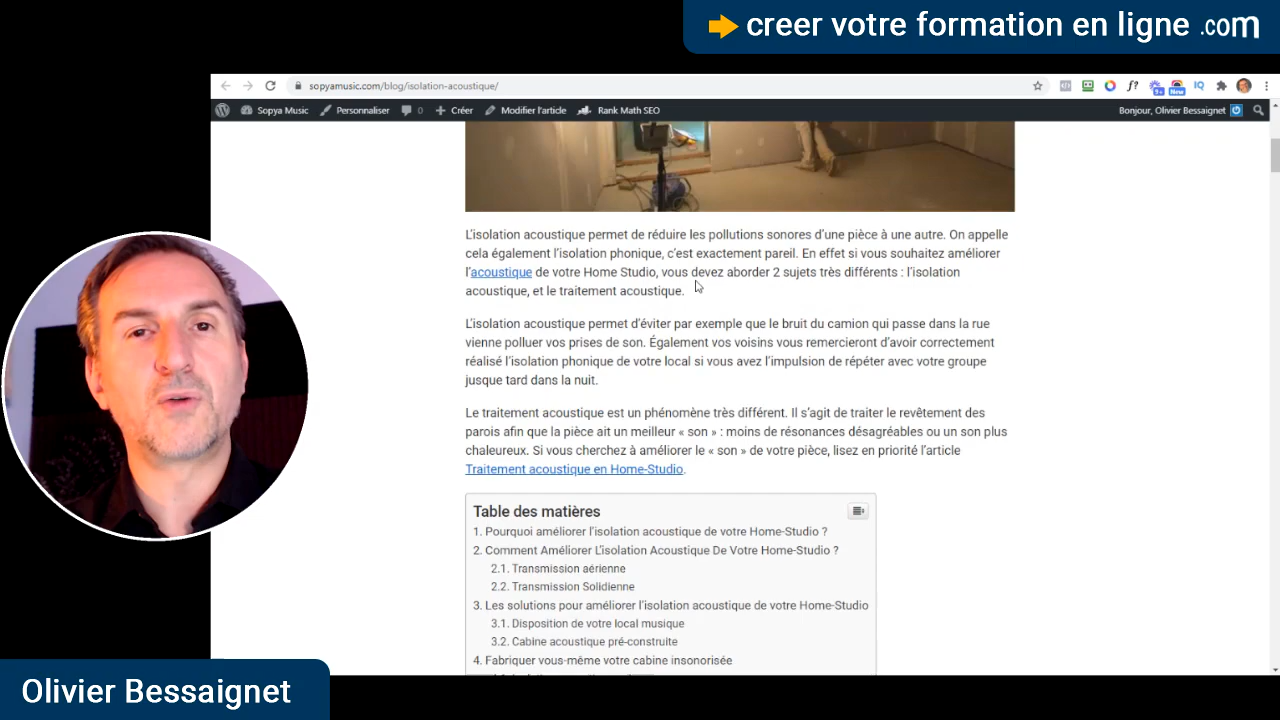 creer votre formation en ligne .com
sopyamusic.com/blog/isolation-acoustique/
9+
New
Sopya Music
Personnaliser
0
Créer
Modifier l'article
Rank Math SEO
Bonjour, Olivier Bessaignet
L'isolation acoustique permet de réduire les pollutions sonores d'une pièce à une autre. On appelle
cela également l'isolation phonique, c'est exactement pareil. En effet si vous souhaitez améliorer
l'acoustique de votre Home Studio, vous devez aborder 2 sujets très différents : l'isolation
acoustique, et le traitement acoustique.
L'isolation acoustique permet d'éviter par exemple que le bruit du camion qui passe dans la rue
vienne polluer vos prises de son. Également vos voisins vous remercieront d'avoir correctement
réalisé l'isolation phonique de votre local si vous avez l'impulsion de répéter avec votre groupe
jusque tard dans la nuit.
Le traitement acoustique est un phénomène très différent. Il s'agit de traiter le revêtement des
parois afin que la pièce ait un meilleur « son » : moins de résonances désagréables ou un son plus
chaleureux. Si vous cherchez à améliorer le « son » de votre pièce, lisez en priorité l'article
Traitement acoustique en Home-Studio.
Table des matières
1. Pourquoi améliorer l'isolation acoustique de votre Home-Studio ?
2. Comment Améliorer L'isolation Acoustique De Votre Home-Studio ?
2.1. Transmission aérienne
2.2. Transmission Solidienne
3. Les solutions pour améliorer l'isolation acoustique de votre Home-Studio
3.1. Disposition de votre local musique
3.2. Cabine acoustique pré-construite
4. Fabriquer vous-même votre cabine insonorisée
Olivier Bessaignet